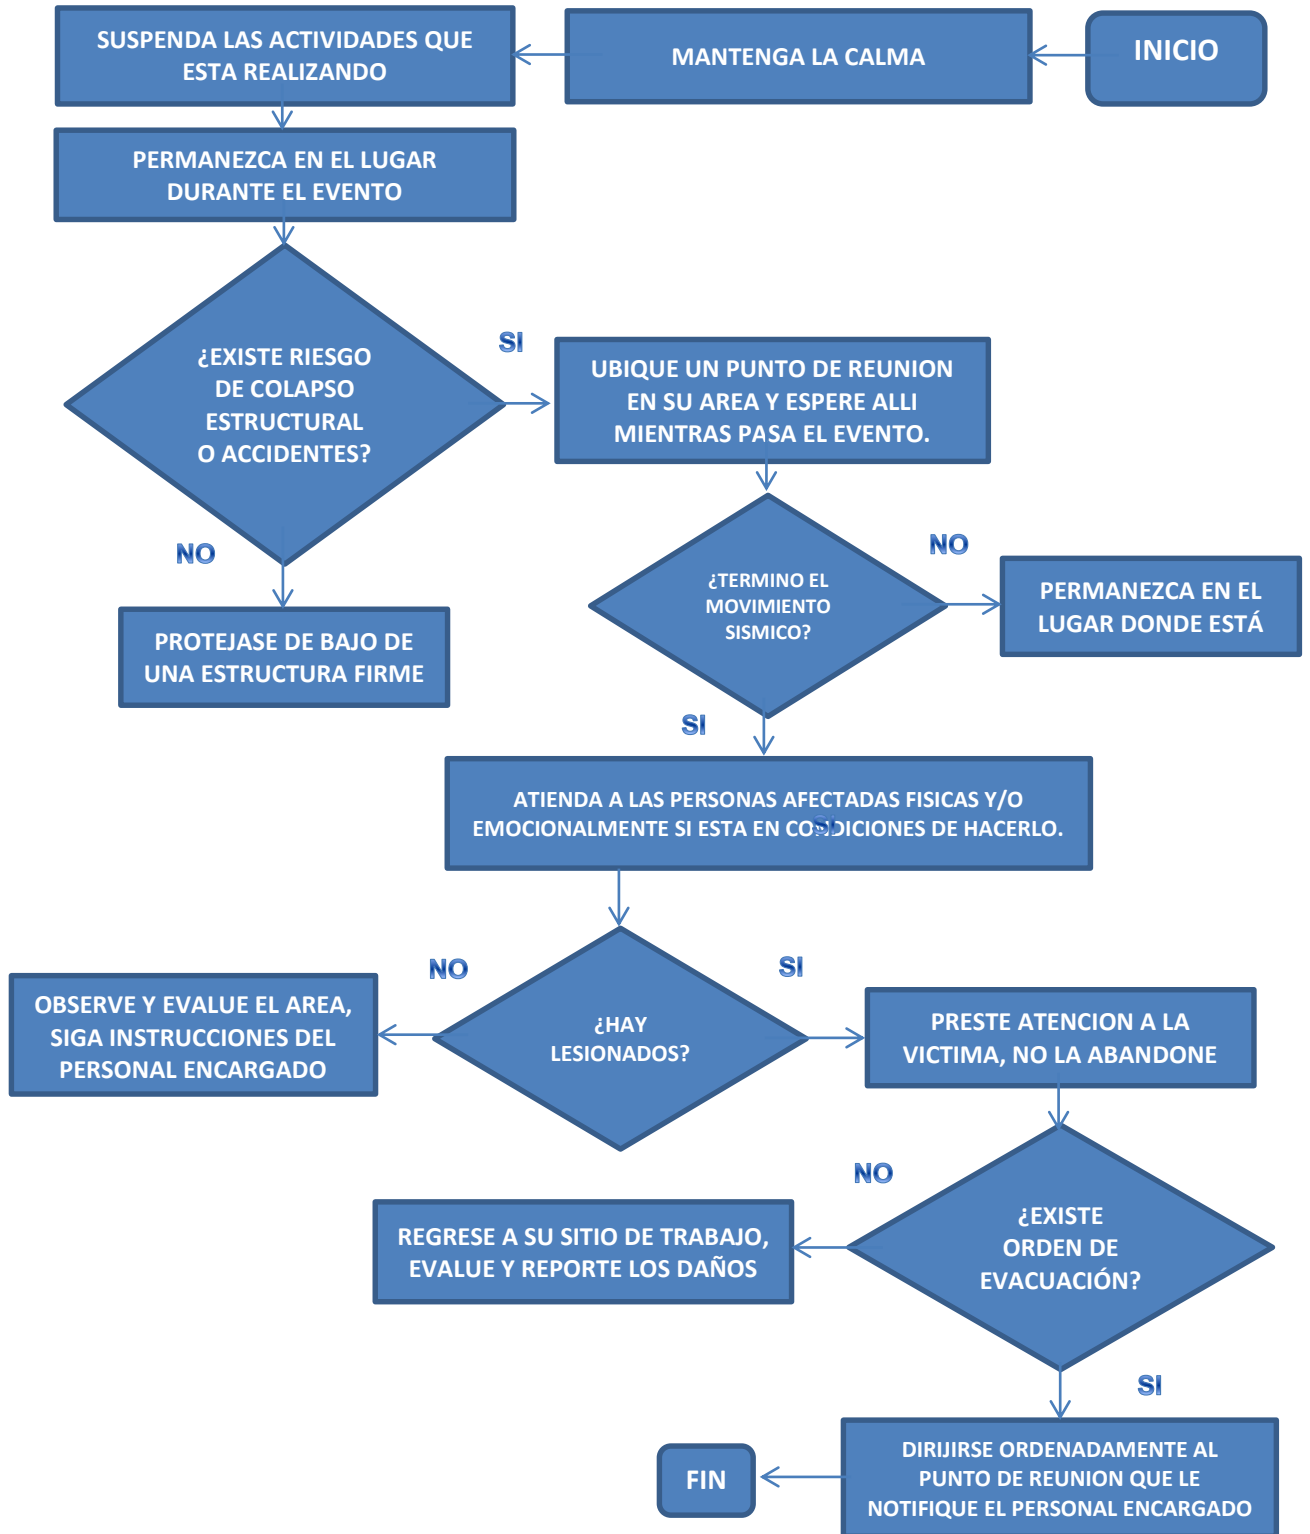 INICIO
MANTENGA LA CALMA
SUSPENDA LAS ACTIVIDADES QUE
ESTA REALIZANDO
PERMANEZCA EN EL LUGAR
DURANTE EL EVENTO
¿EXISTE RIESGO
DE COLAPSO
ESTRUCTURAL
O ACCIDENTES?
SI
UBIQUE UN PUNTO DE REUNION
EN SU AREA Y ESPERE ALLI
MIENTRAS PASA EL EVENTO.
NO
PROTEJASE DE BAJO DE
UNA ESTRUCTURA FIRME
¿TERMINO EL
MOVIMIENTO
SISMICO?
NO
PERMANEZCA EN EL
LUGAR DONDE ESTÁ
SI
ATIENDA A LAS PERSONAS AFECTADAS FISICAS Y/O
EMOCIONALMENTE SI ESTA EN CONDICIONES DE HACERLO.
SI
¿HAY
LESIONADOS?
NO
OBSERVE Y EVALUE EL AREA,
SIGA INSTRUCCIONES DEL
PERSONAL ENCARGADO
SI
PRESTE ATENCION A LA
VICTIMA, NO LA ABANDONE
¿EXISTE
ORDEN DE
EVACUACIÓN?
NO
REGRESE A SU SITIO DE TRABAJO,
EVALUE Y REPORTE LOS DAÑOS
SI
DIRIJIRSE ORDENADAMENTE AL
PUNTO DE REUNION QUE LE
NOTIFIQUE EL PERSONAL ENCARGADO
FIN